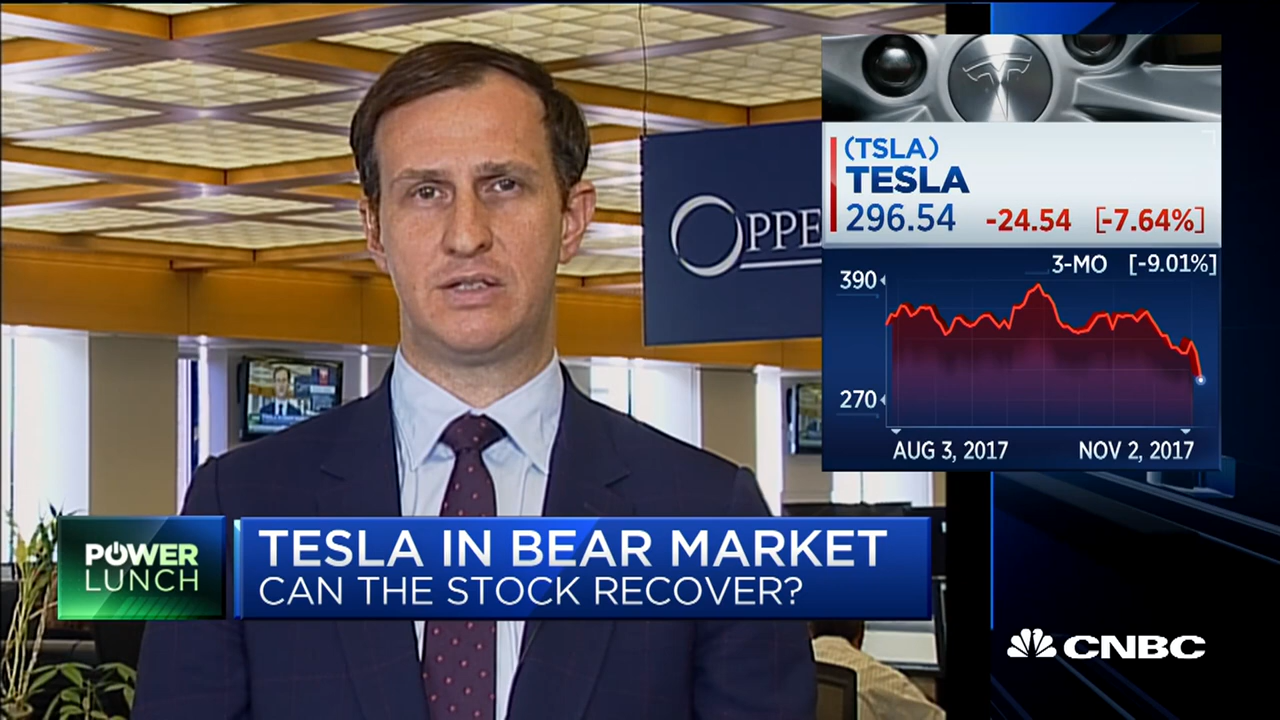 OPPE
(TSLA)
TESLA
296.54 -24.54 [-7.64%]
3-MO [-9.01%]
390
270
AUG 3, 2017 NOV 2, 2017
POWER
LUNCH
TESLA IN BEAR MARKET
CAN THE STOCK RECOVER?
CNBC